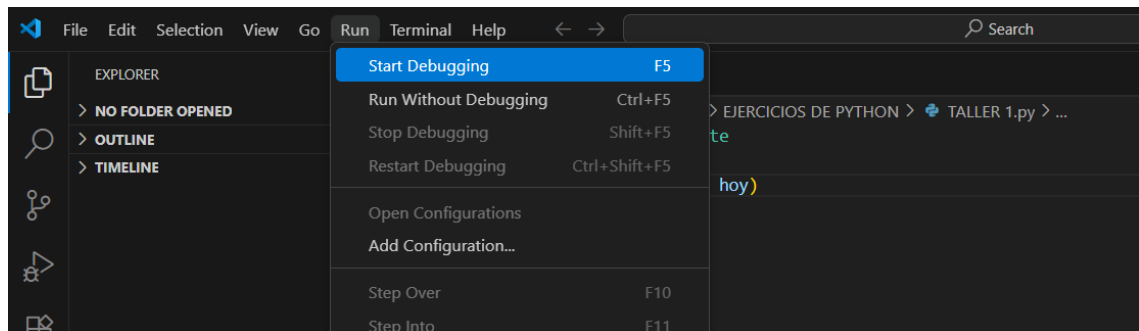 File Edit Selection View Go Run Terminal Help Search
EXPLORER
NO FOLDER OPENED
OUTLINE
TIMELINE
Start Debugging F5
Run Without Debugging Ctrl+F5
Stop Debugging Shift+F5
Restart Debugging Ctrl+Shift+F5
Open Configurations
Add Configuration...
Step Over F10
Step Into F11
> EJERCICIOS DE PYTHON > TALLER 1.py > ...
te
hoy)